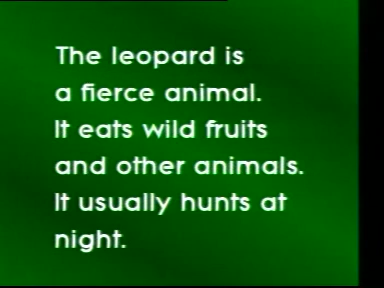 The leopard is
a fierce animal.
It eats wild fruits
and other animals.
It usually hunts at
night.